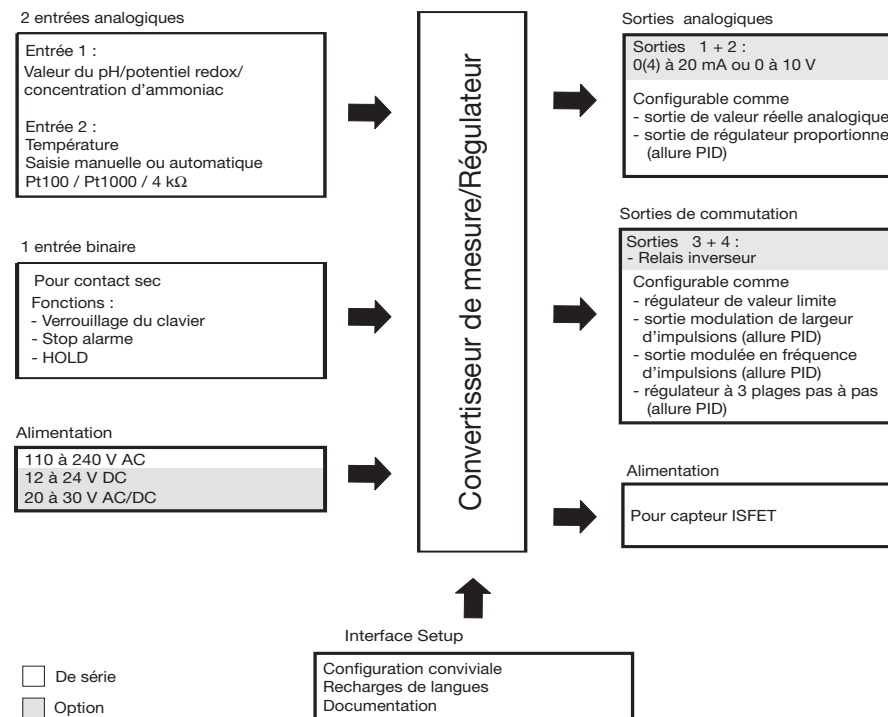 2 entrées analogiques
Entrée 1 :
Valeur du pH/potentiel redox/
concentration d'ammoniac
Entrée 2 :
Température
Saisie manuelle ou automatique
Pt100 / Pt1000 / 4 kΩ
1 entrée binaire
Pour contact sec
Fonctions :
- Verrouillage du clavier
- Stop alarme
- HOLD
Alimentation
110 à 240 V AC
12 à 24 V DC
20 à 30 V AC/DC
Convertisseur de mesure/Régulateur
Sorties analogiques
Sorties 1 + 2 :
0(4) à 20 mA ou 0 à 10 V
Configurable comme
- sortie de valeur réelle analogique
- sortie de régulateur proportionne
(allure PID)
Sorties de commutation
Sorties 3 + 4 :
- Relais inverseur
Configurable comme
- régulateur de valeur limite
- sortie modulation de largeur
d'impulsions (allure PID)
- sortie modulée en fréquence
d'impulsions (allure PID)
- régulateur à 3 plages pas à pas
(allure PID)
Alimentation
Pour capteur ISFET
Interface Setup
Configuration conviviale
Recharges de langues
Documentation
De série
Option